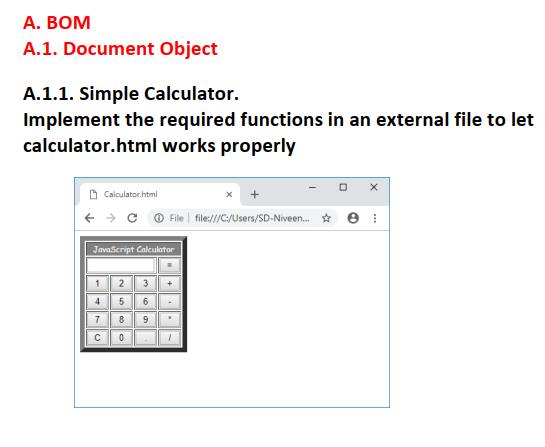 A. BOM
A.1. Document Object
A.1.1. Simple Calculator.
Implement the required functions in an external file to let
calculator.html works properly
Calculator.html
File | file:///C:/Users/SD-Niveen...
JavaScript Calculator
=
1 2 3 +
4 5 6 -
7 8 9 *
C 0 . /